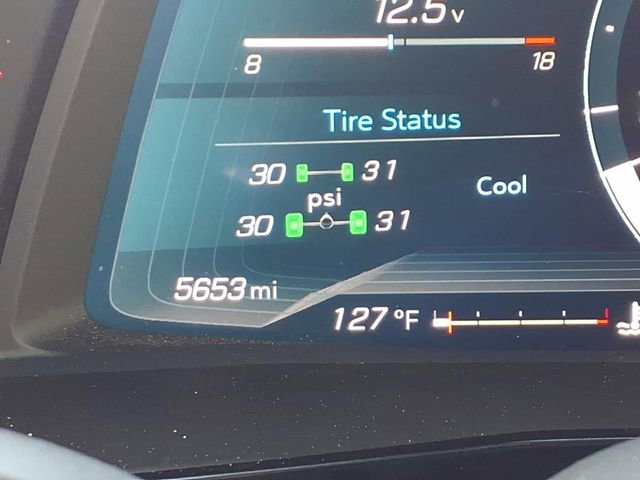 12.5 v
8 18
Tire Status
30 31
Cool
psi
30 31
5653 mi
127 °F